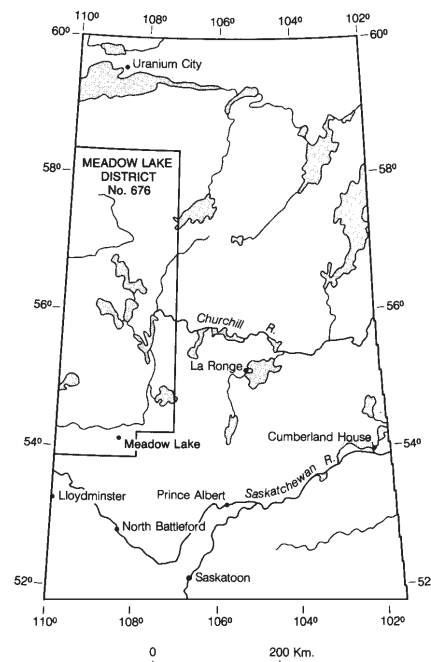 110º 108º 106º 104º 102º
60º 60º
Uranium City
58º 58º
MEADOW LAKE
DISTRICT
No. 676
56º 56º
Churchill R.
La Ronge
Cumberland House
54º 54º
Meadow Lake
Saskatchewan R.
Prince Albert
Lloydminster
North Battleford
52º 52º
Saskatoon
110º 108º 106º 104º 102º
0 200 Km.